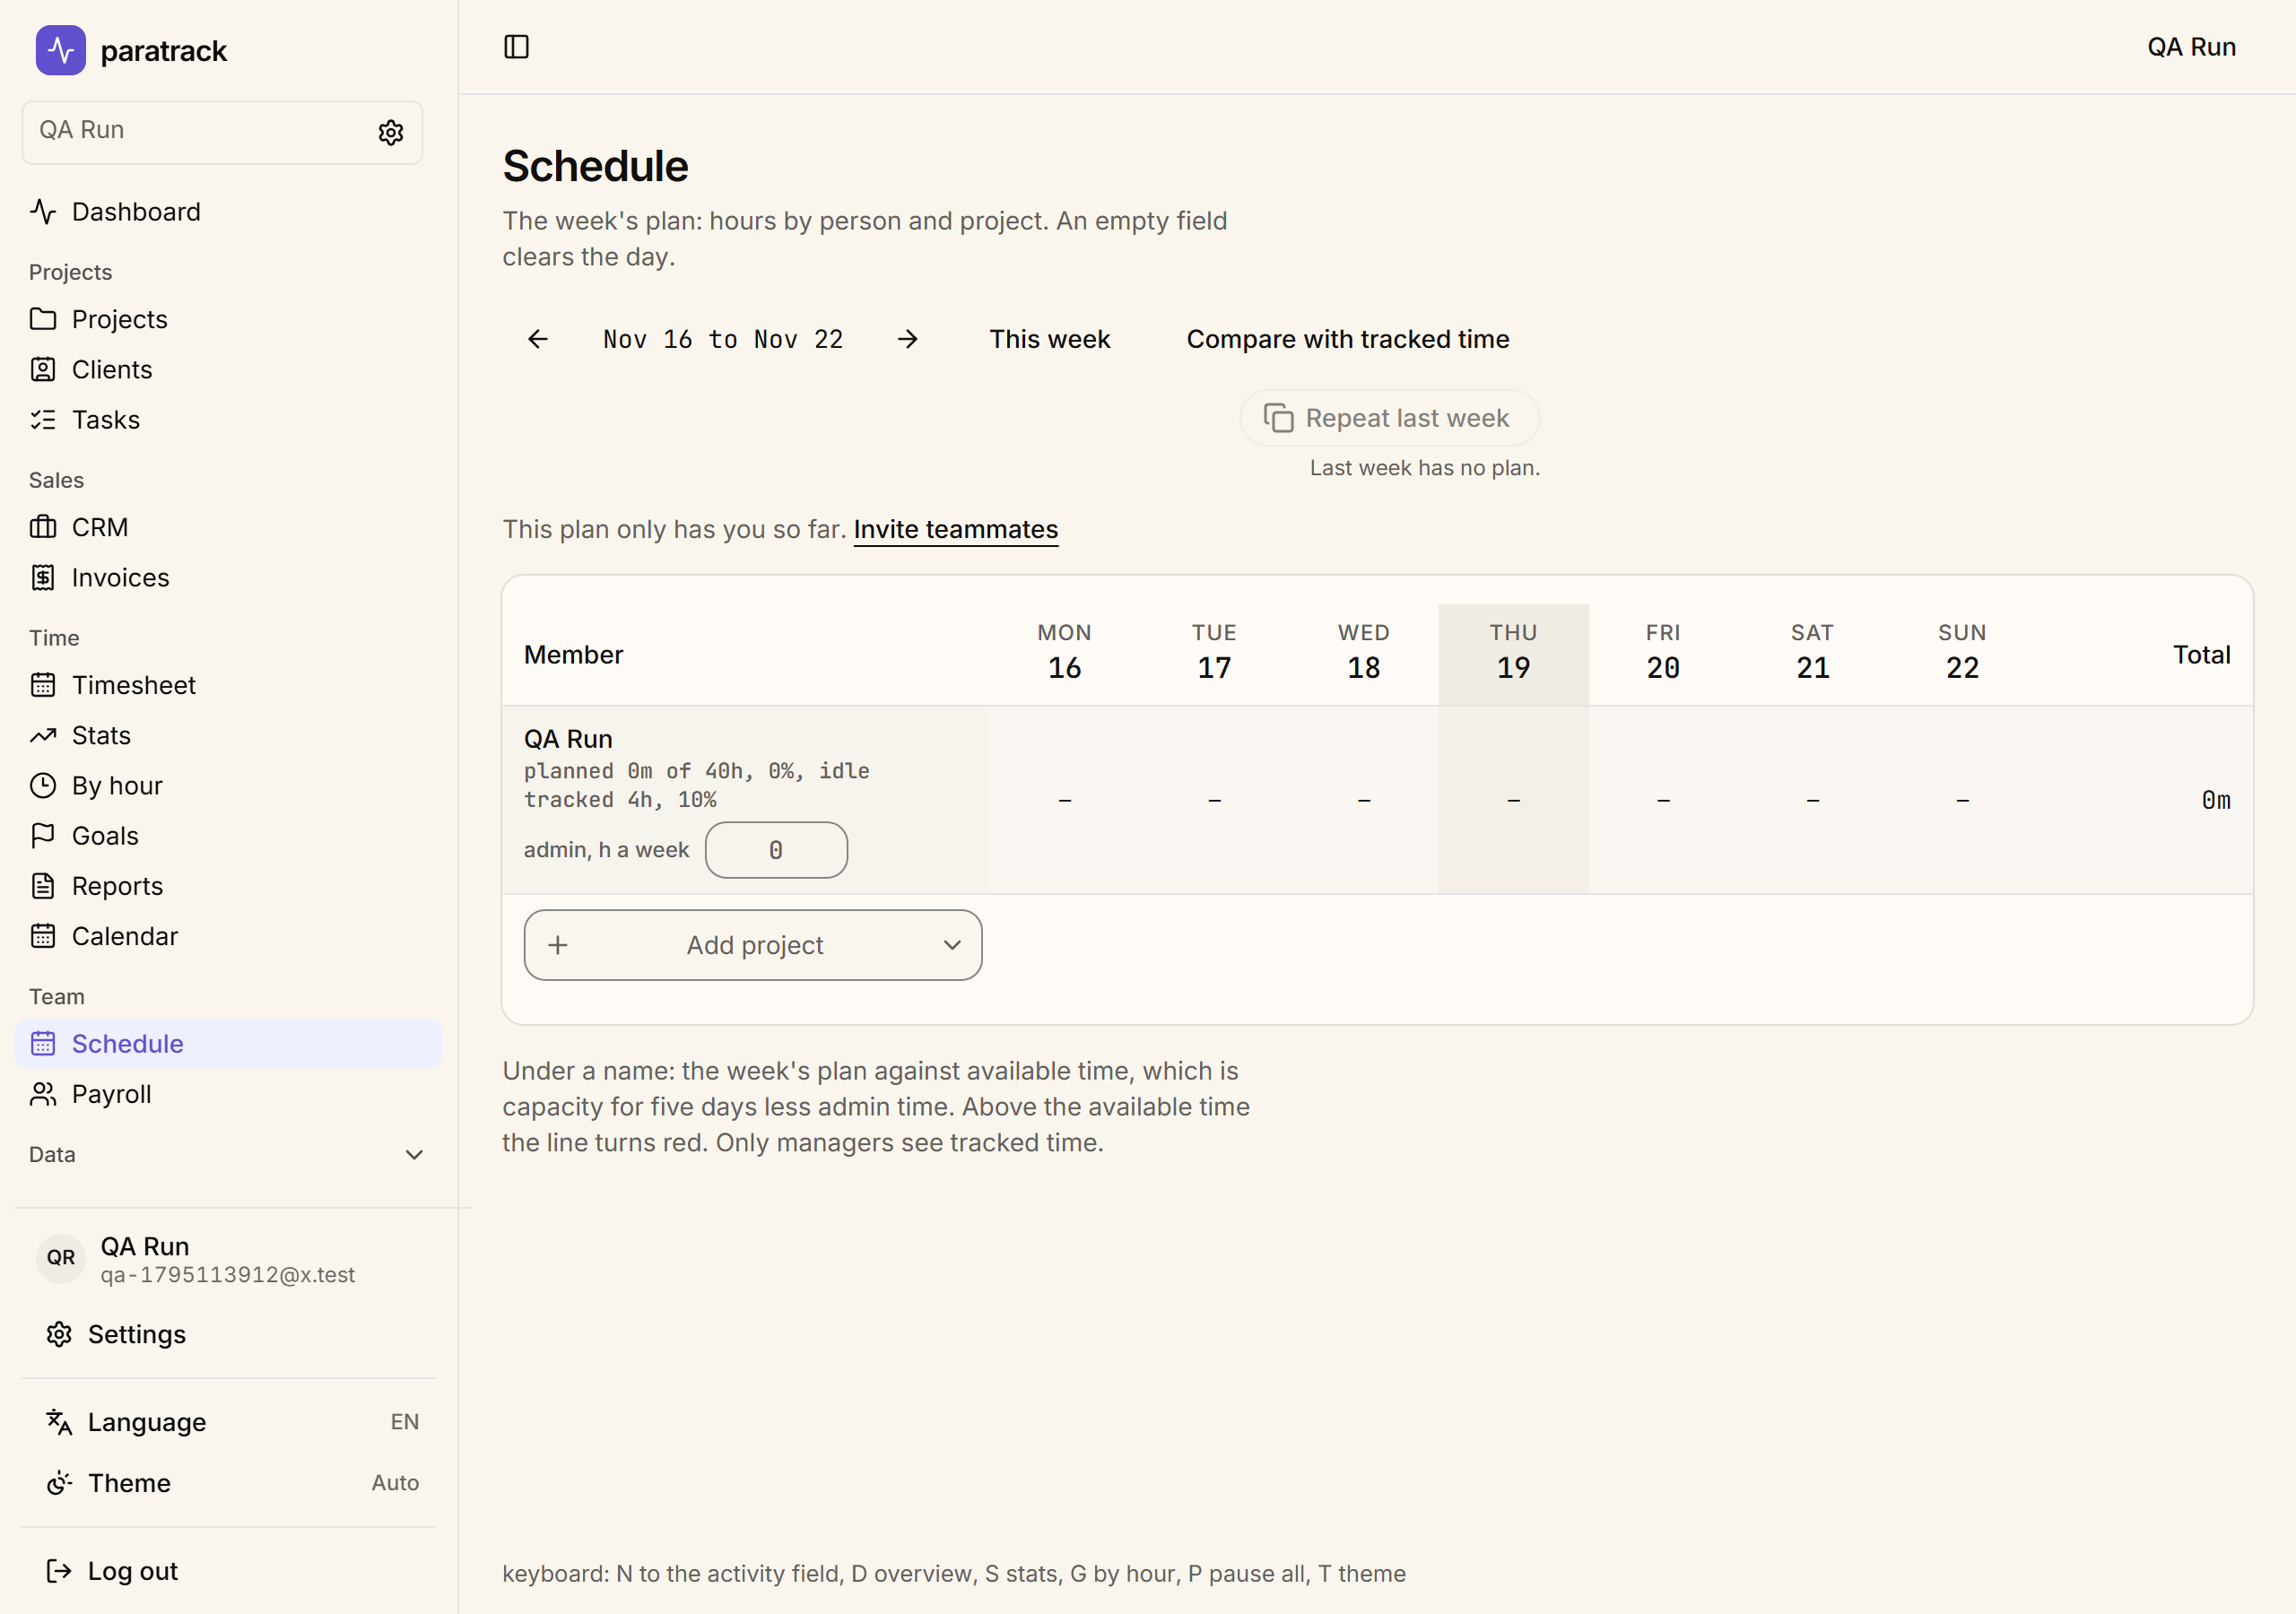 paratrack
QA Run
QA Run
Dashboard
Projects
Projects
Clients
Tasks
Sales
CRM
Invoices
Time
Timesheet
Stats
By hour
Goals
Reports
Calendar
Team
Schedule
Payroll
Data
QR
QA Run
qa-1795113912@x.test
Settings
Language EN
Theme Auto
Log out
Schedule
The week's plan: hours by person and project. An empty field
clears the day.
Nov 16 to Nov 22 This week Compare with tracked time
Repeat last week
Last week has no plan.
This plan only has you so far. Invite teammates
Member MON 16 TUE 17 WED 18 THU 19 FRI 20 SAT 21 SUN 22 Total
QA Run
planned 0m of 40h, 0%, idle
tracked 4h, 10%
– – – – – – – 0m
admin, h a week 0
Add project
Under a name: the week's plan against available time, which is
capacity for five days less admin time. Above the available time
the line turns red. Only managers see tracked time.
keyboard: N to the activity field, D overview, S stats, G by hour, P pause all, T theme